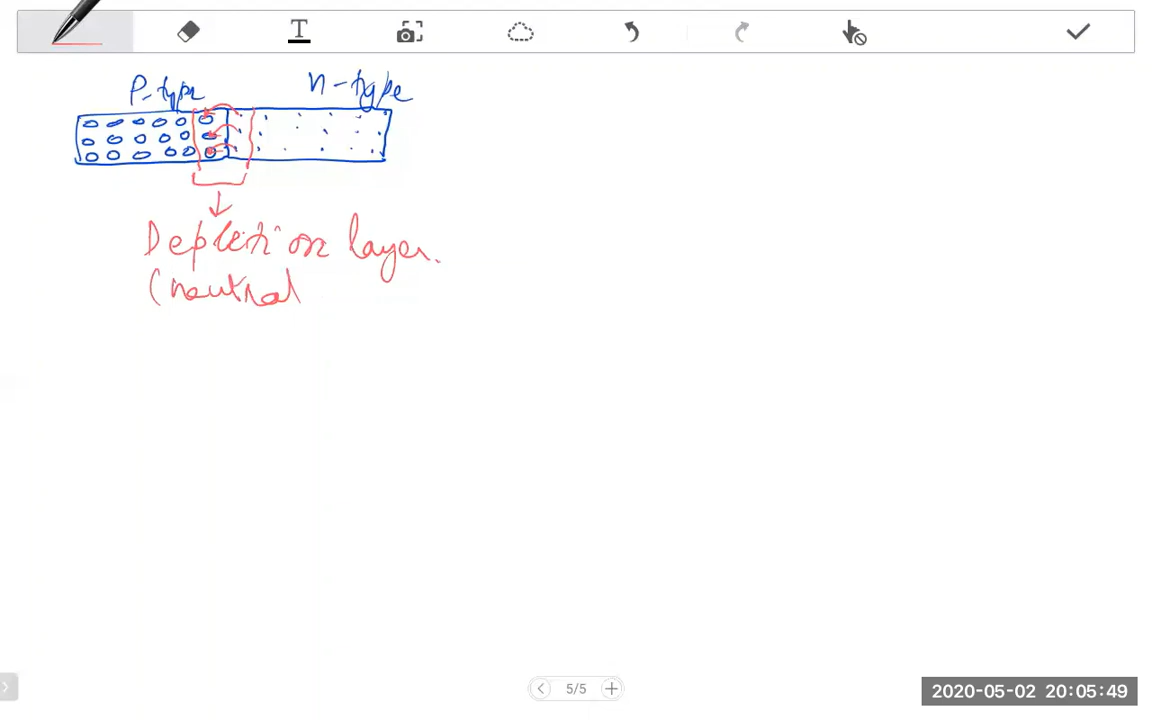 T
P-type n-type
Depletion layer.
(neutral
5/5
2020-05-02 20:05:49